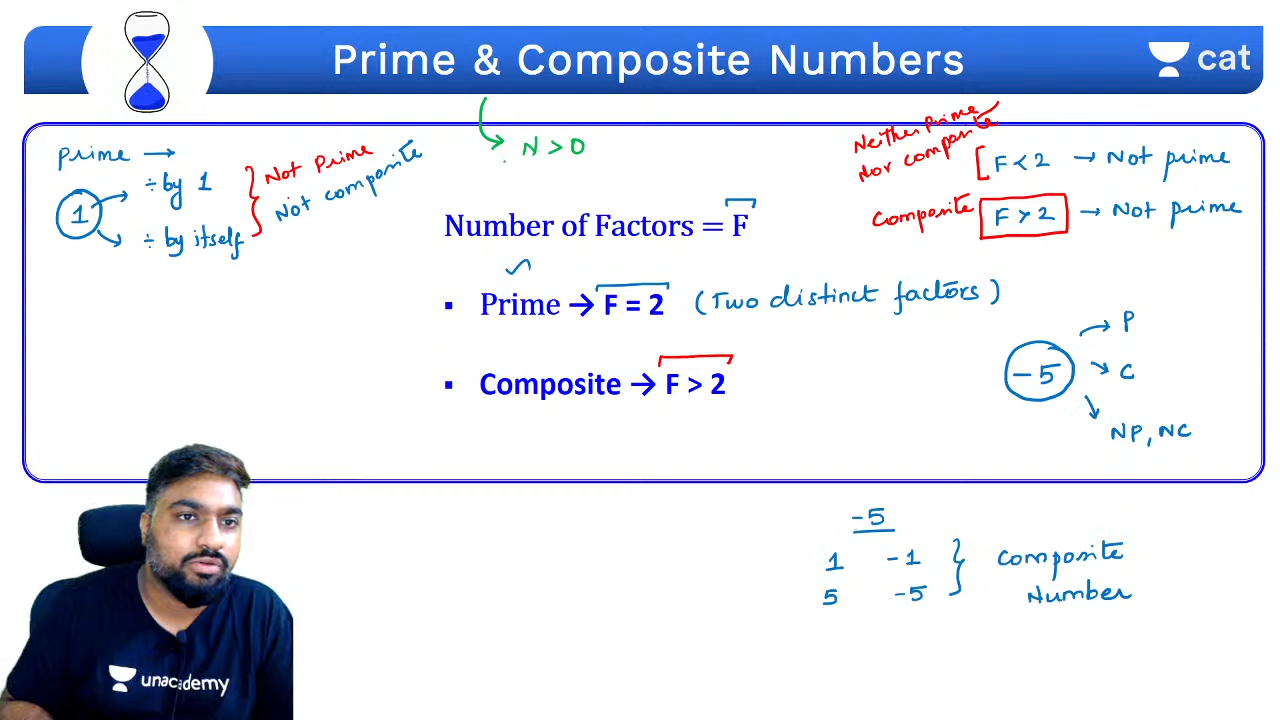 Prime & Composite Numbers
cat
N > 0
Neither Prime
Nor composite
prime →
1
÷ by 1
÷ by itself
Not Prime
Not composite
F < 2 → Not prime
Composite F > 2 → Not prime
Number of Factors = F
▪ Prime → F = 2 (Two distinct factors)
▪ Composite → F > 2
-5
P
C
NP, NC
-5
1 -1
5 -5
Composite
Number
unacademy